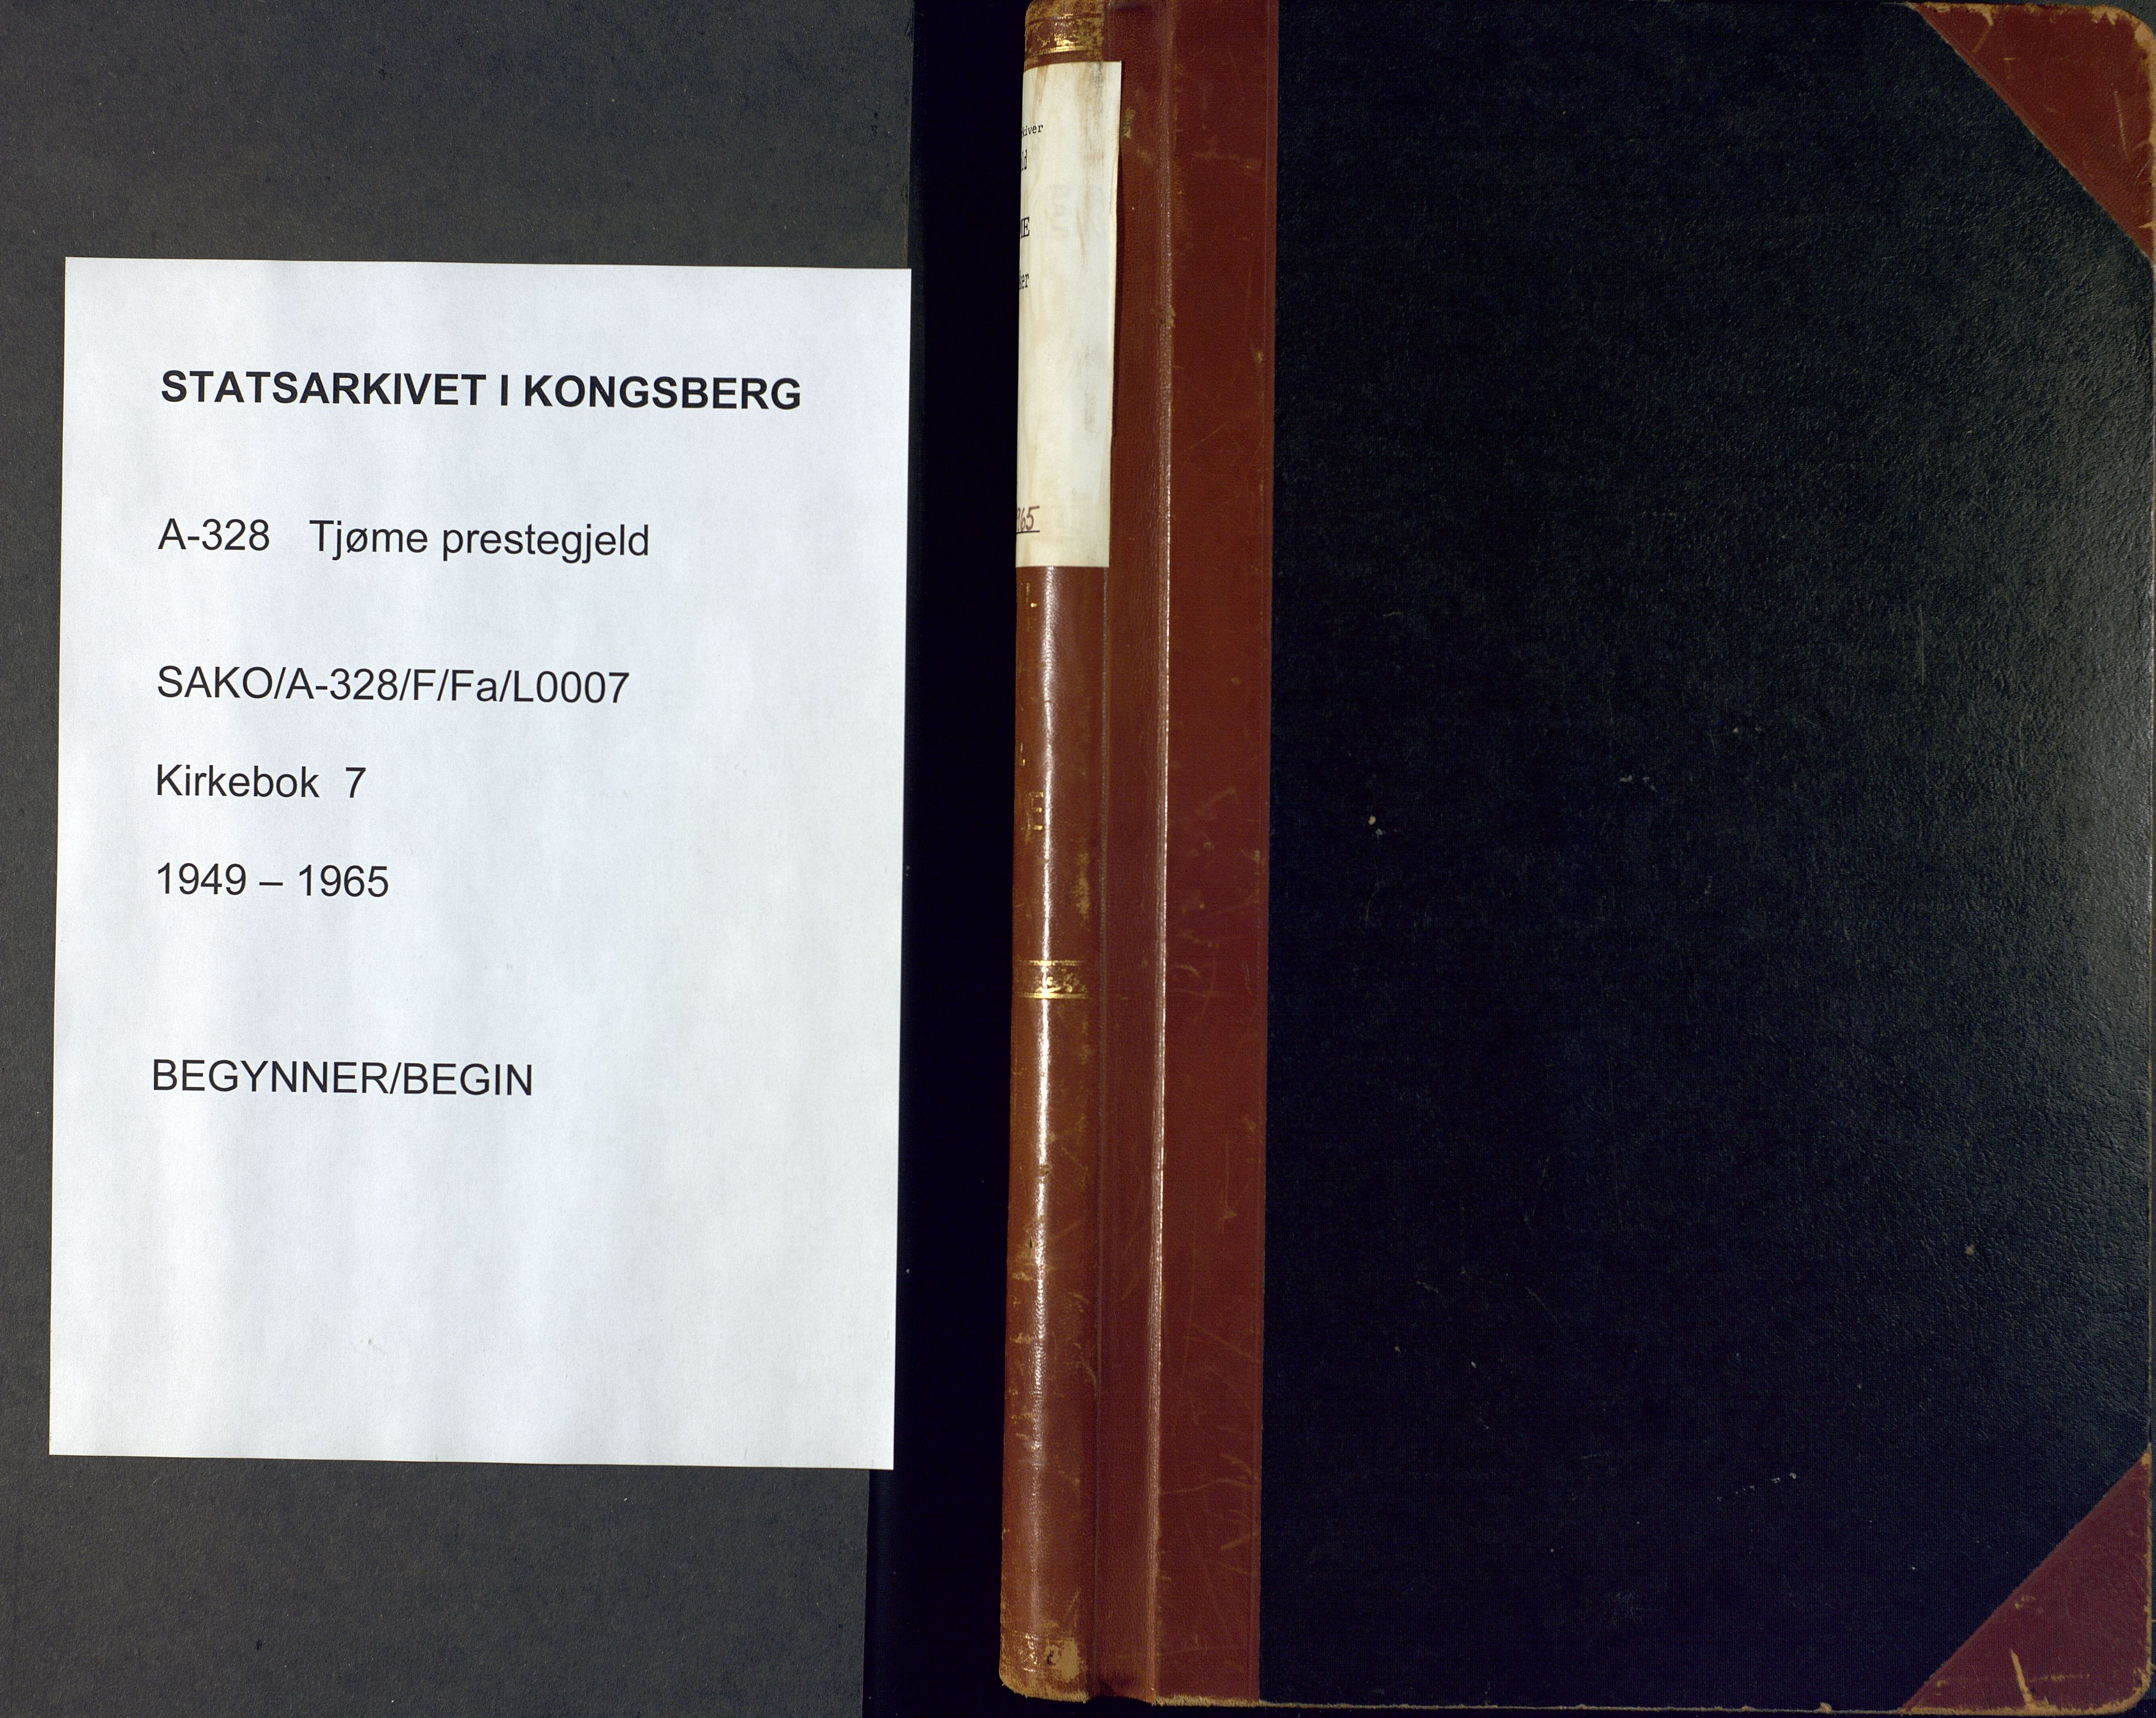 STATSARKIVET I KONGSBERG
A-328 Tjøme prestegjeld
SAKO/A-328/F/Fa/L0007
Kirkebok 7
1949 – 1965
BEGYNNER/BEGIN